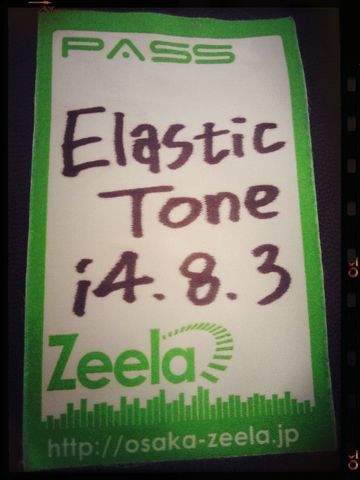 PASS
Elastic
Tone
14.8.3
Zeela
http://osaka-zeela.jp